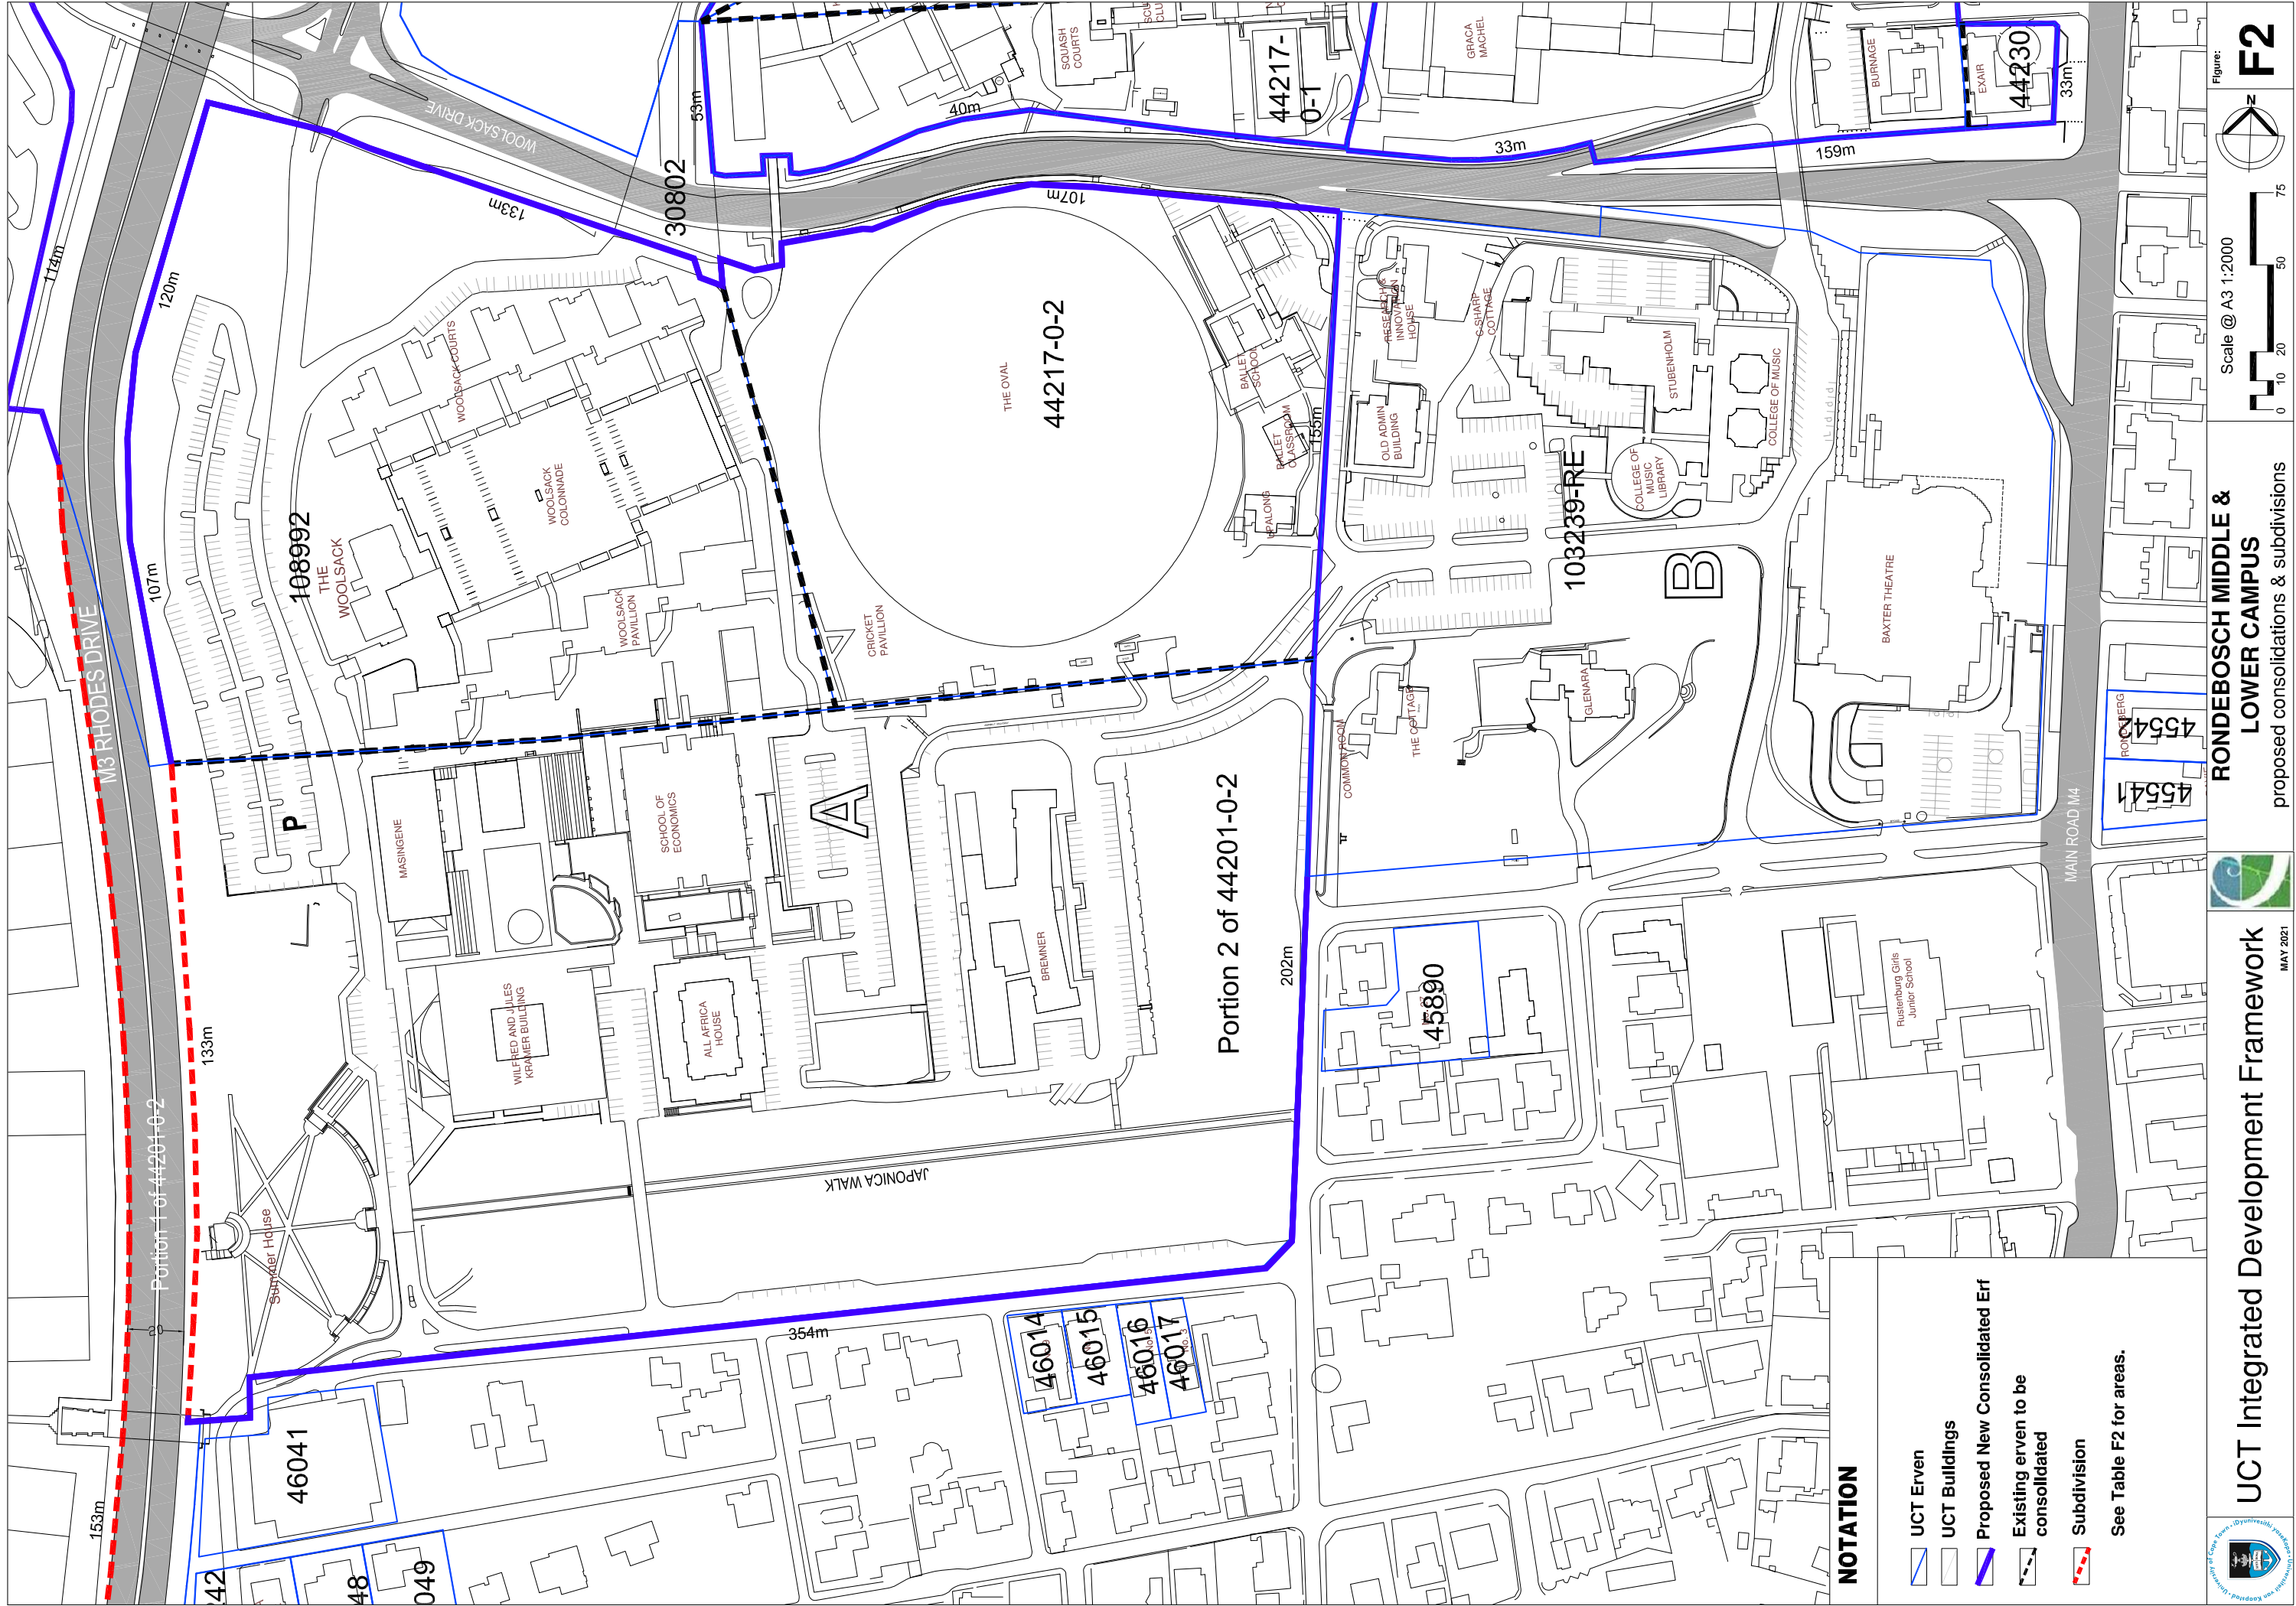 114m
120m
107m
M3 RHODES DRIVE
133m
Portion 1 of 44201-0-2
20
153m
WOOLSACK DRIVE
133m
30802
53m
40m
107m
33m
159m
33m
SQUASH
COURTS
44217-
0-1
GRACA
MACHEL
BURNAGE
EXAIR
44230
108992
THE
WOOLSACK
WOOLSACK COURTS
WOOLSACK
COLONNADE
WOOLSACK
PAVILION
CRICKET
PAVILLION
THE OVAL
44217-0-2
BALLET
SCHOOL
BALLET
CLASSROOM
OPALONG
155m
RESEARCH &
INNOVATION
HOUSE
C SHARP
COTTAGE
OLD ADMIN
BUILDING
STUBENHOLM
COLLEGE OF MUSIC
COLLEGE OF
MUSIC
LIBRARY
103239-RE
B
BAXTER THEATRE
GLENARA
THE COTTAGE
COMMON ROOM
P
MASINGENE
SCHOOL OF
ECONOMICS
A
BREMNER
WILFRED AND JULES
KRAMER BUILDING
ALL AFRICA
HOUSE
Portion 2 of 44201-0-2
202m
JAPONICA WALK
Summer House
354m
45890
Rustenburg Girls
Junior School
MAIN ROAD M4
RONDEBERG
45542
45541
46014
46015
46016
46017
46041
42
48
049
NOTATION
UCT Erven
UCT Buildings
Proposed New Consolidated Erf
Existing erven to be
consolidated
Subdivision
See Table F2 for areas.
UCT Integrated Development Framework
MAY 2021
RONDEBOSCH MIDDLE &
LOWER CAMPUS
proposed consolidations & subdivisions
Scale @ A3 1:2000
0 10 20 50 75
N
Figure:
F2